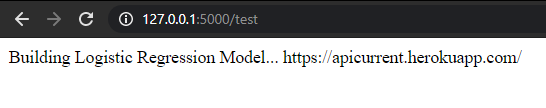 127.0.0.1:5000/test
Building Logistic Regression Model... https://apicurrent.herokuapp.com/